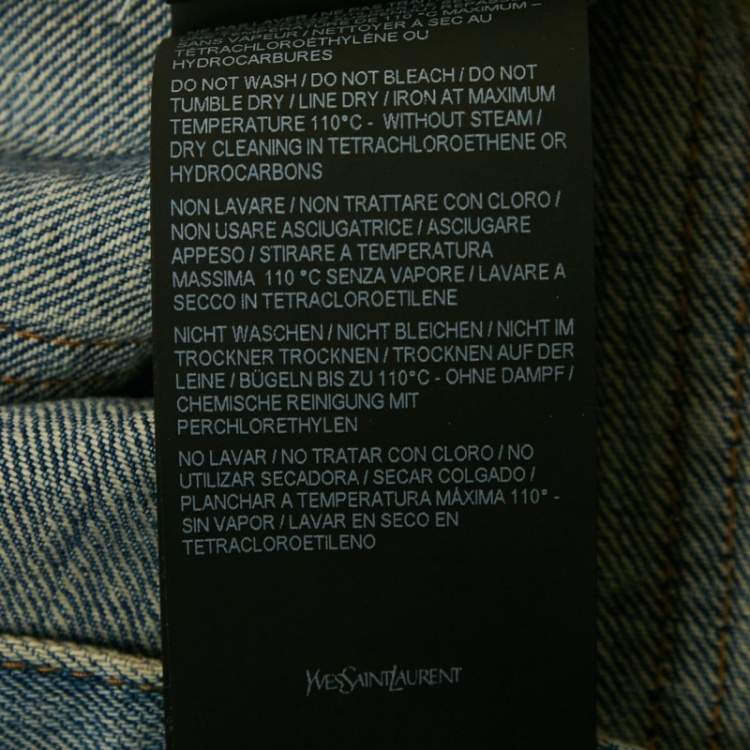 SANS VAPEUR / NETTOYER À SEC AU
TETRACHLOROÉTHYLÈNE OU
HYDROCARBURES
DO NOT WASH / DO NOT BLEACH / DO NOT
TUMBLE DRY / LINE DRY / IRON AT MAXIMUM
TEMPERATURE 110°C - WITHOUT STEAM /
DRY CLEANING IN TETRACHLOROETHENE OR
HYDROCARBONS
NON LAVARE / NON TRATTARE CON CLORO /
NON USARE ASCIUGATRICE / ASCIUGARE
APPESO / STIRARE A TEMPERATURA
MASSIMA 110 °C SENZA VAPORE / LAVARE A
SECCO IN TETRACLOROETILENE
NICHT WASCHEN / NICHT BLEICHEN / NICHT IM
TROCKNER TROCKNEN / TROCKNEN AUF DER
LEINE / BÜGELN BIS ZU 110°C - OHNE DAMPF /
CHEMISCHE REINIGUNG MIT
PERCHLORETHYLEN
NO LAVAR / NO TRATAR CON CLORO / NO
UTILIZAR SECADORA / SECAR COLGADO /
PLANCHAR A TEMPERATURA MÁXIMA 110° -
SIN VAPOR / LAVAR EN SECO EN
TETRACLOROETILENO
YVESSAINTLAURENT